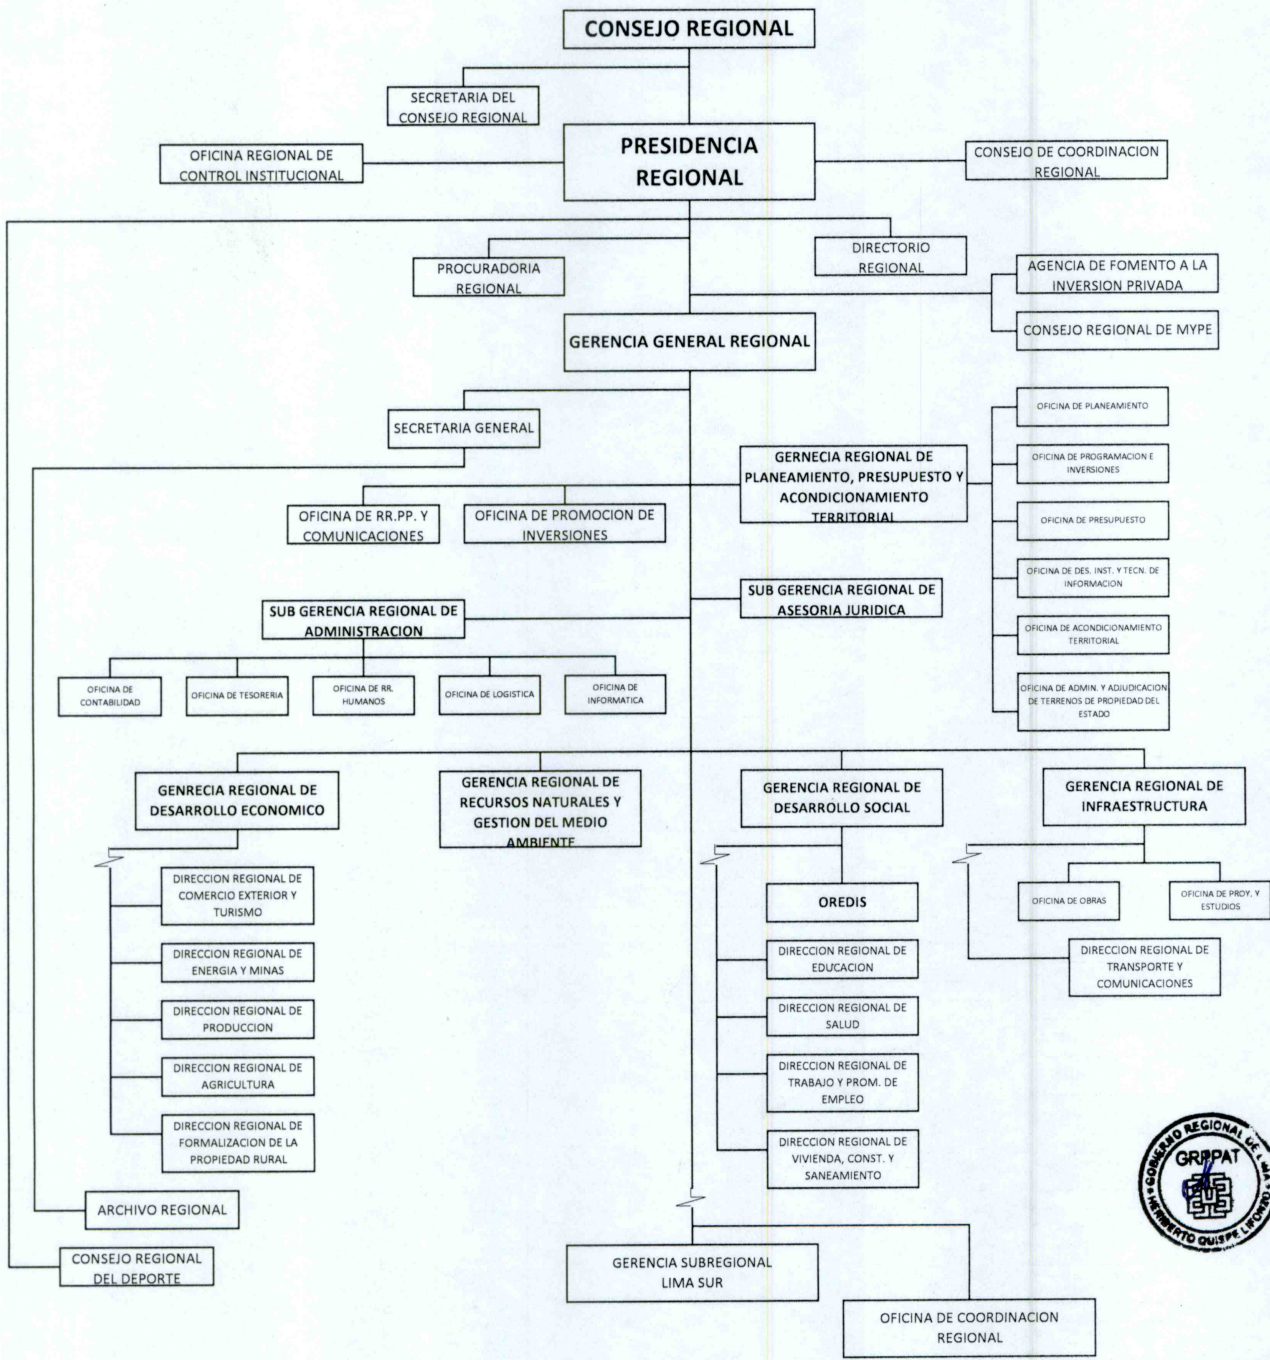 CONSEJO REGIONAL
SECRETARIA DEL
CONSEJO REGIONAL
PRESIDENCIA
REGIONAL
OFICINA REGIONAL DE
CONTROL INSTITUCIONAL
CONSEJO DE COORDINACION
REGIONAL
PROCURADORIA
REGIONAL
DIRECTORIO
REGIONAL
AGENCIA DE FOMENTO A LA
INVERSION PRIVADA
CONSEJO REGIONAL DE MYPE
GERENCIA GENERAL REGIONAL
SECRETARIA GENERAL
GERNECIA REGIONAL DE
PLANEAMIENTO, PRESUPUESTO Y
ACONDICIONAMIENTO
TERRITORIAL
OFICINA DE PLANEAMIENTO
OFICINA DE PROGRAMACION E
INVERSIONES
OFICINA DE PRESUPUESTO
OFICINA DE DES. INST. Y TECN. DE
INFORMACION
OFICINA DE ACONDICIONAMIENTO
TERRITORIAL
OFICINA DE ADMIN. Y ADJUDICACION
DE TERRENOS DE PROPIEDAD DEL
ESTADO
OFICINA DE RR.PP. Y
COMUNICACIONES
OFICINA DE PROMOCION DE
INVERSIONES
SUB GERENCIA REGIONAL DE
ASESORIA JURIDICA
SUB GERENCIA REGIONAL DE
ADMINISTRACION
OFICINA DE
CONTABILIDAD
OFICINA DE TESORERIA
OFICINA DE RR.
HUMANOS
OFICINA DE LOGISTICA
OFICINA DE
INFORMATICA
GENRECIA REGIONAL DE
DESARROLLO ECONOMICO
GERENCIA REGIONAL DE
RECURSOS NATURALES Y
GESTION DEL MEDIO
AMBIENTE
GERENCIA REGIONAL DE
DESARROLLO SOCIAL
GERENCIA REGIONAL DE
INFRAESTRUCTURA
DIRECCION REGIONAL DE
COMERCIO EXTERIOR Y
TURISMO
DIRECCION REGIONAL DE
ENERGIA Y MINAS
DIRECCION REGIONAL DE
PRODUCCION
DIRECCION REGIONAL DE
AGRICULTURA
DIRECCION REGIONAL DE
FORMALIZACION DE LA
PROPIEDAD RURAL
OREDIS
DIRECCION REGIONAL DE
EDUCACION
DIRECCION REGIONAL DE
SALUD
DIRECCION REGIONAL DE
TRABAJO Y PROM. DE
EMPLEO
DIRECCION REGIONAL DE
VIVIENDA, CONST. Y
SANEAMIENTO
OFICINA DE OBRAS
OFICINA DE PROY. Y
ESTUDIOS
DIRECCION REGIONAL DE
TRANSPORTE Y
COMUNICACIONES
ARCHIVO REGIONAL
CONSEJO REGIONAL
DEL DEPORTE
GERENCIA SUBREGIONAL
LIMA SUR
OFICINA DE COORDINACION
REGIONAL
GOBIERNO REGIONAL DE LIMA
GRPPAT
HERIBERTO QUISPE LIFONZO